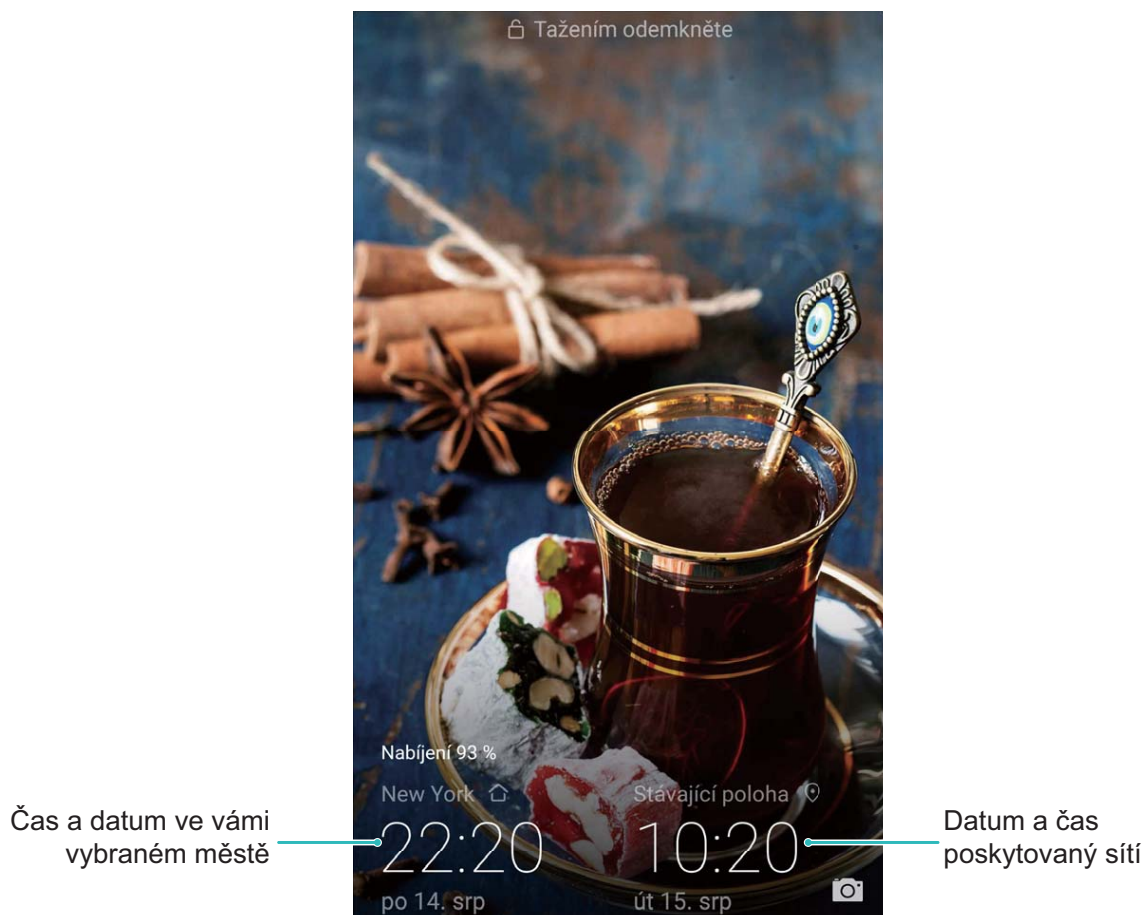 Tažením odemkněte
Nabíjení 93 %
New York
Stávající poloha
22:20
10:20
po 14. srp
út 15. srp
Čas a datum ve vámi
vybraném městě
Datum a čas
poskytovaný sítí